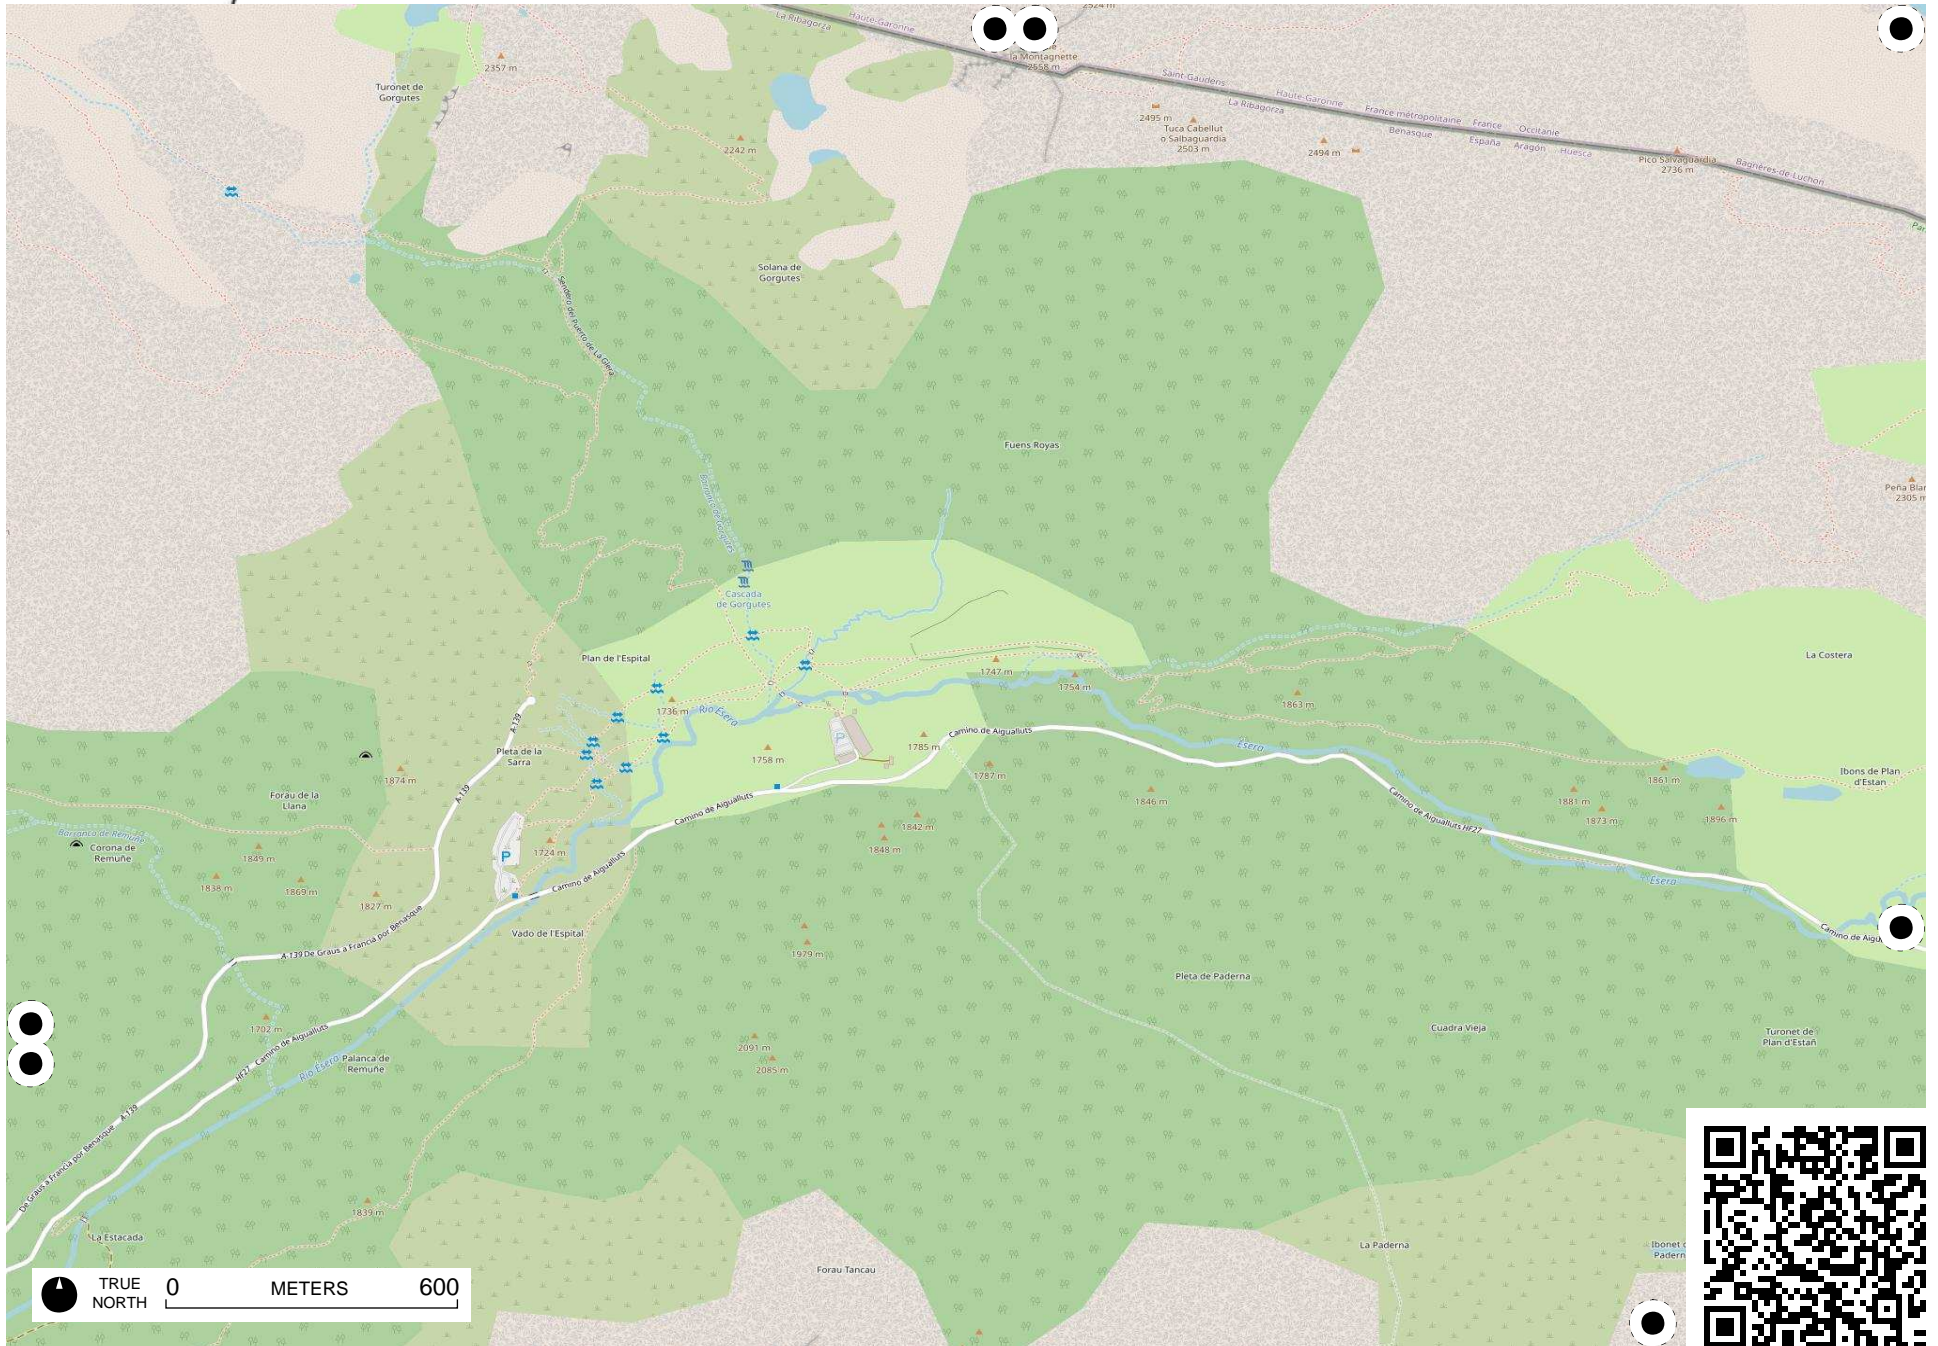 La Ribagorza
Haute-Garonne
2524 m
la Montagnette
2558 m
2357 m
Turonet de
Gorgutes
Saint-Gaudens
Haute-Garonne
La Ribagorza
France métropolitaine
France
Occitanie
Benasque
España
Aragón
Huesca
2495 m
Tuca Cabellut
o Salbaguardia
2503 m
2494 m
2242 m
Pico Salvaguardia
2736 m
Bagnères-de-Luchon
Solana de
Gorgutes
Sendero del Puerto de La Glera
Fuens Royas
Barranco de Gorgutes
Peña Blan
2305 m
Cascada
de Gorgutes
Plan de l'Espital
La Costera
1747 m
1754 m
1863 m
1736 m
Río Ésera
A-139
P
1785 m
Camino de Aigualluts
Ésera
Pleta de la
Sarra
1758 m
1787 m
1874 m
1861 m
Ibons de Plan
d'Estan
Forau de la
Llana
A-139
Camino de Aigualluts
1846 m
Camino de Aigualluts HF27
1881 m
1873 m
1896 m
Barranco de Remuñe
Corona de
Remuñe
1842 m
1848 m
1849 m
P
1724 m
Camino de Aigualluts
Ésera
1838 m
1869 m
1827 m
Vado de l'Espital
A-139 De Graus a Francia por Benasque
1979 m
Camino de Aigu
Pleta de Paderna
1702 m
Cuadra Vieja
Turonet de
Plan d'Estañ
HF27
Camino de Aigualluts
Río Ésera
Palanca de
Remuñe
2091 m
2085 m
De Graus a Francia por Benasque
A-139
1839 m
La Estacada
La Paderna
Forau Tancau
TRUE
NORTH
0
METERS
600